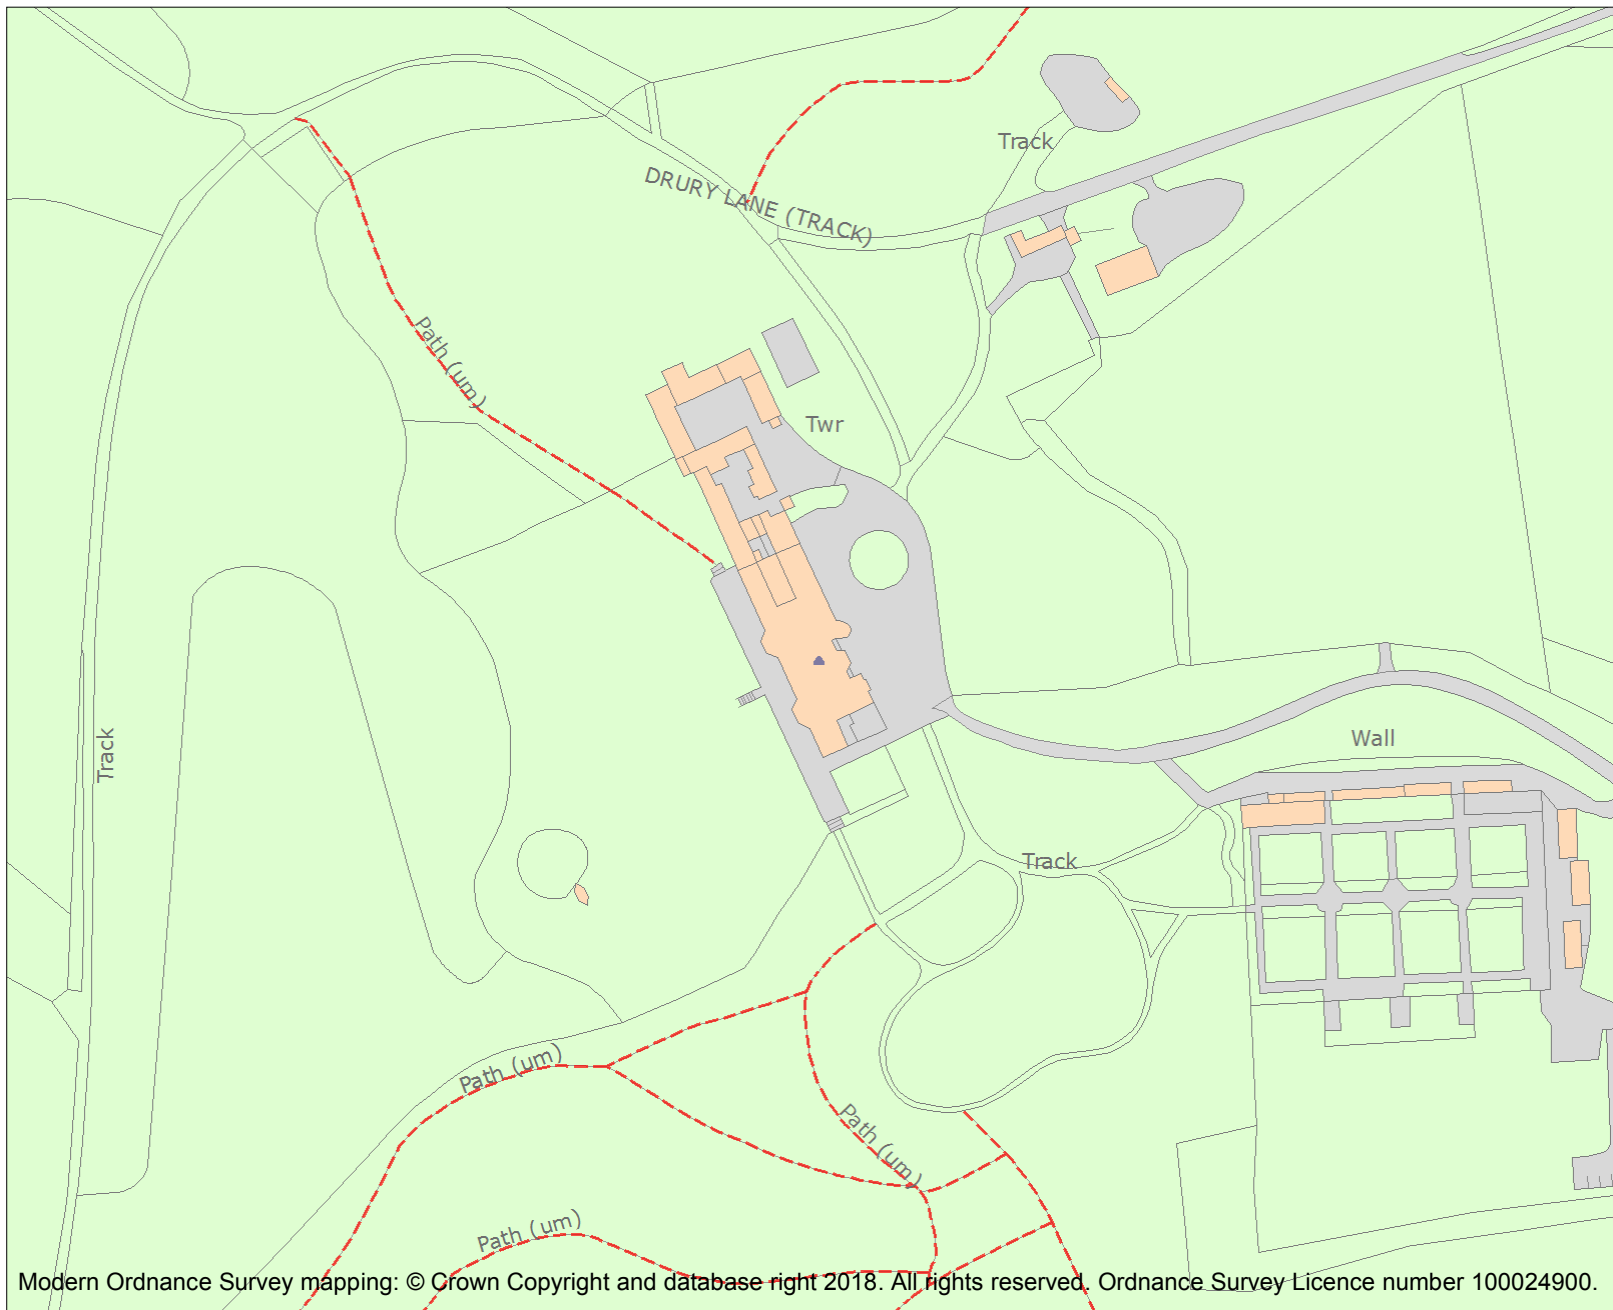 Track
DRURY LANE (TRACK)
Path (um)
Twr
Track
Wall
Track
Path (um)
Path (um)
Path (um)
Modern Ordnance Survey mapping: © Crown Copyright and database right 2018. All rights reserved. Ordnance Survey Licence number 100024900.